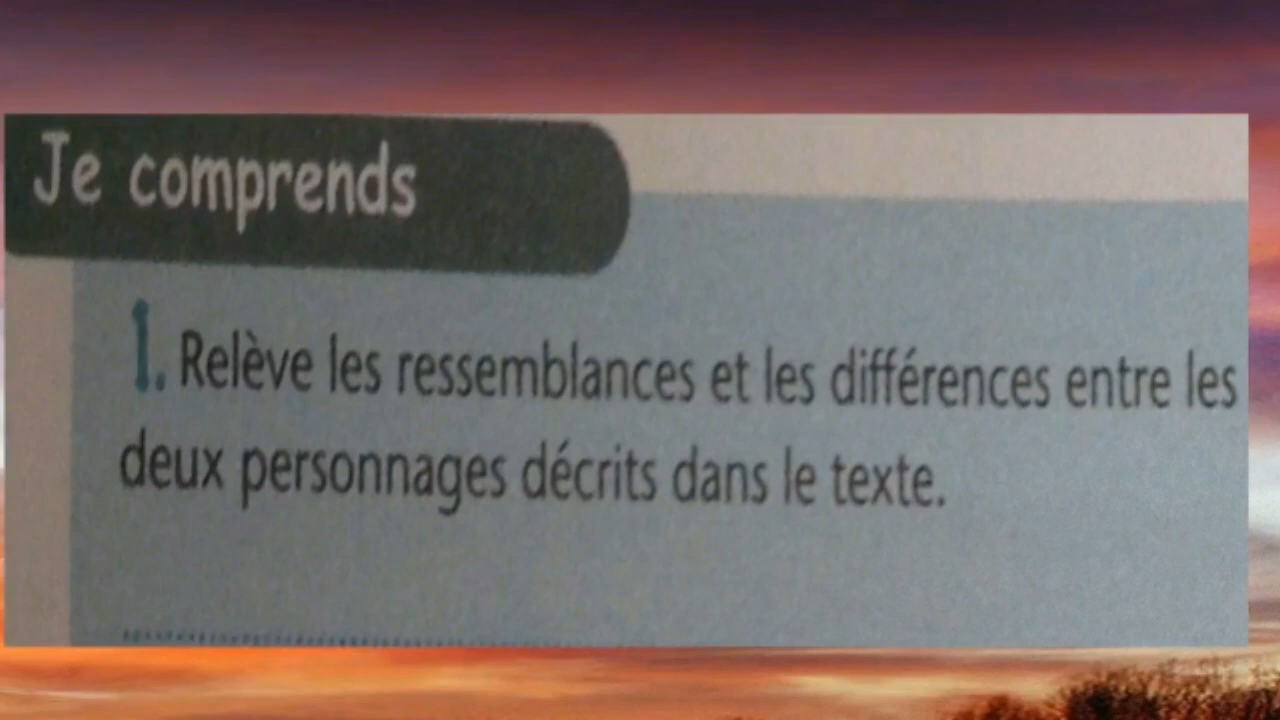 Je comprends
1. Relève les ressemblances et les différences entre les
deux personnages décrits dans le texte.